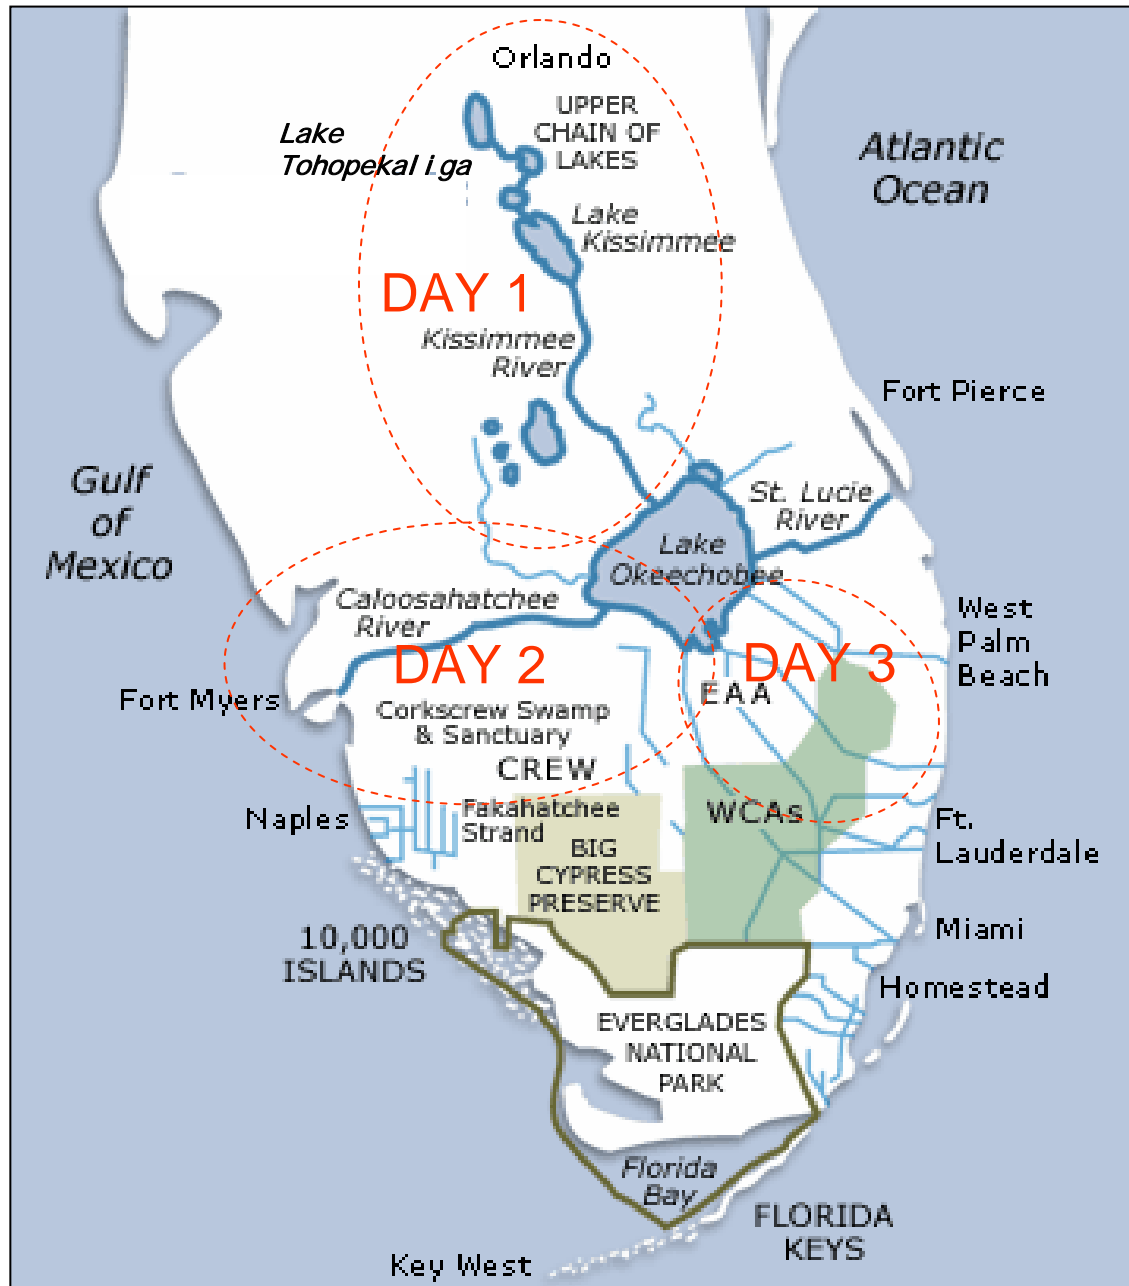 Orlando
UPPER
CHAIN OF
LAKES
Lake
Tohopekal i ga
Atlantic
Ocean
Lake
Kissimmee
DAY 1
Kissimmee
River
Fort Pierce
Gulf
of
Mexico
St. Lucie
River
Lake
Okeechobee
Caloosahatchee
River
West
Palm
Beach
DAY 2
DAY 3
EAA
Fort Myers
Corkscrew Swamp
& Sanctuary
CREW
Naples
Fakahatchee
Strand
WCAs
Ft.
Lauderdale
BIG
CYPRESS
PRESERVE
10,000
ISLANDS
Miami
Homestead
EVERGLADES
NATIONAL
PARK
Florida
Bay
FLORIDA
KEYS
Key West